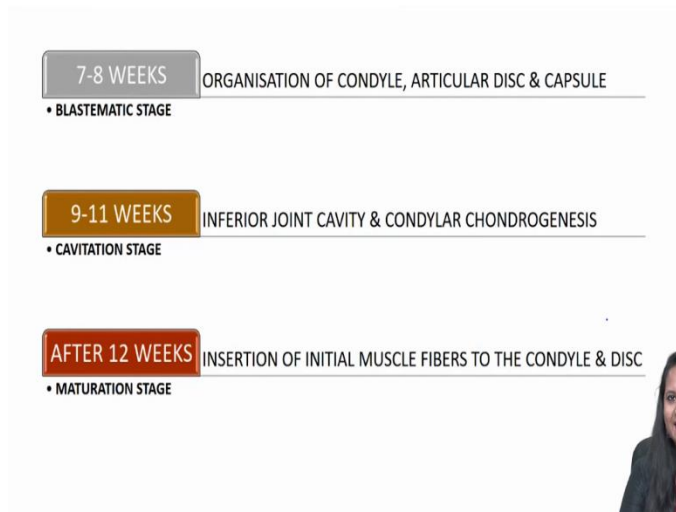 7-8 WEEKS ORGANISATION OF CONDYLE, ARTICULAR DISC & CAPSULE
• BLASTEMATIC STAGE
9-11 WEEKS INFERIOR JOINT CAVITY & CONDYLAR CHONDROGENESIS
• CAVITATION STAGE
AFTER 12 WEEKS INSERTION OF INITIAL MUSCLE FIBERS TO THE CONDYLE & DISC
• MATURATION STAGE